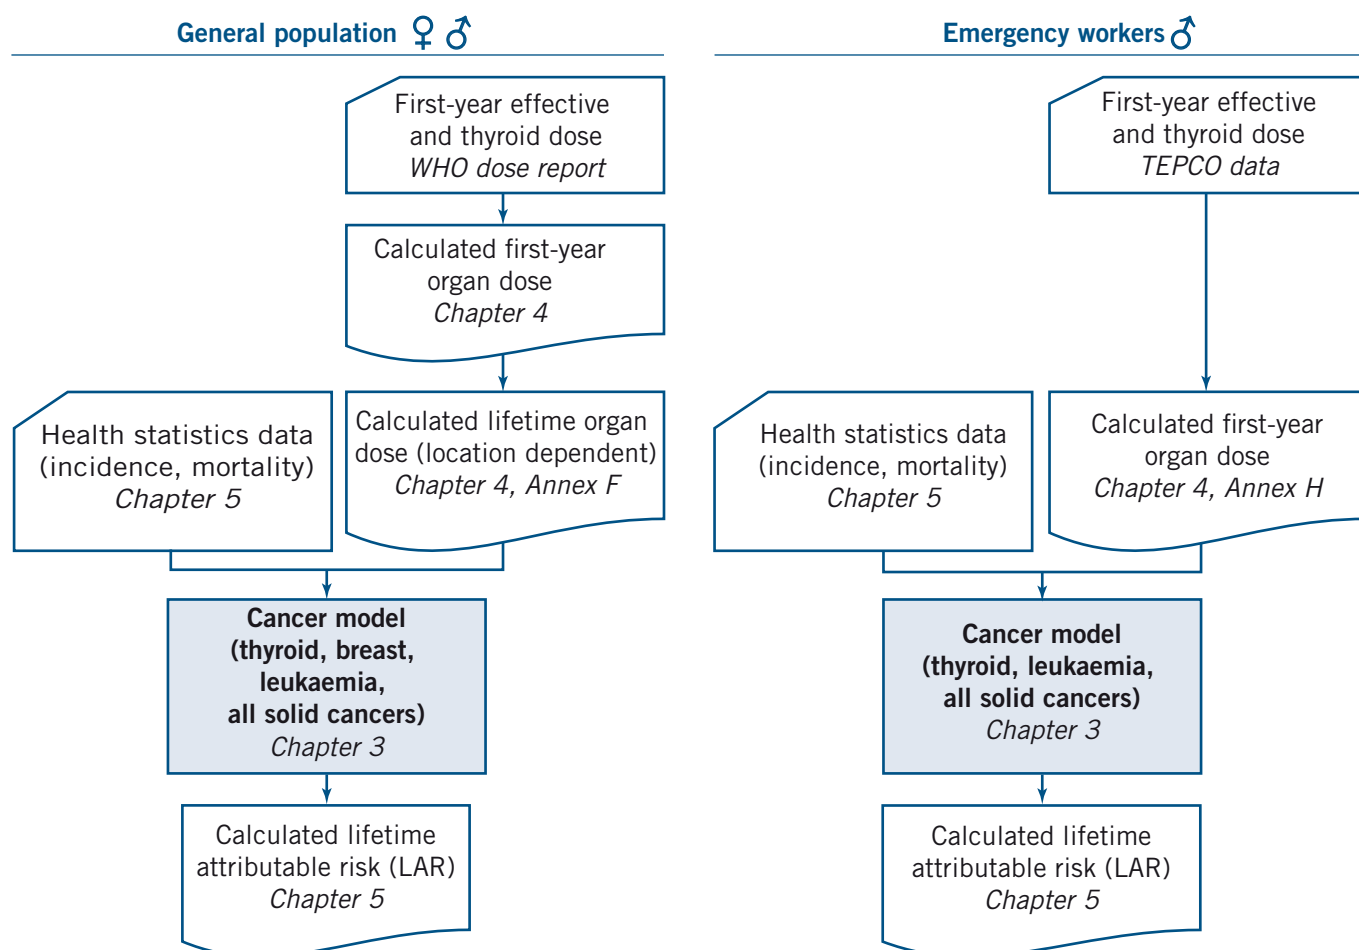 General population ♀ ♂
First-year effective
and thyroid dose
WHO dose report
Calculated first-year
organ dose
Chapter 4
Health statistics data
(incidence, mortality)
Chapter 5
Calculated lifetime organ
dose (location dependent)
Chapter 4, Annex F
Cancer model
(thyroid, breast,
leukaemia,
all solid cancers)
Chapter 3
Calculated lifetime
attributable risk (LAR)
Chapter 5
Emergency workers ♂
First-year effective
and thyroid dose
TEPCO data
Health statistics data
(incidence, mortality)
Chapter 5
Calculated first-year
organ dose
Chapter 4, Annex H
Cancer model
(thyroid, leukaemia,
all solid cancers)
Chapter 3
Calculated lifetime
attributable risk (LAR)
Chapter 5